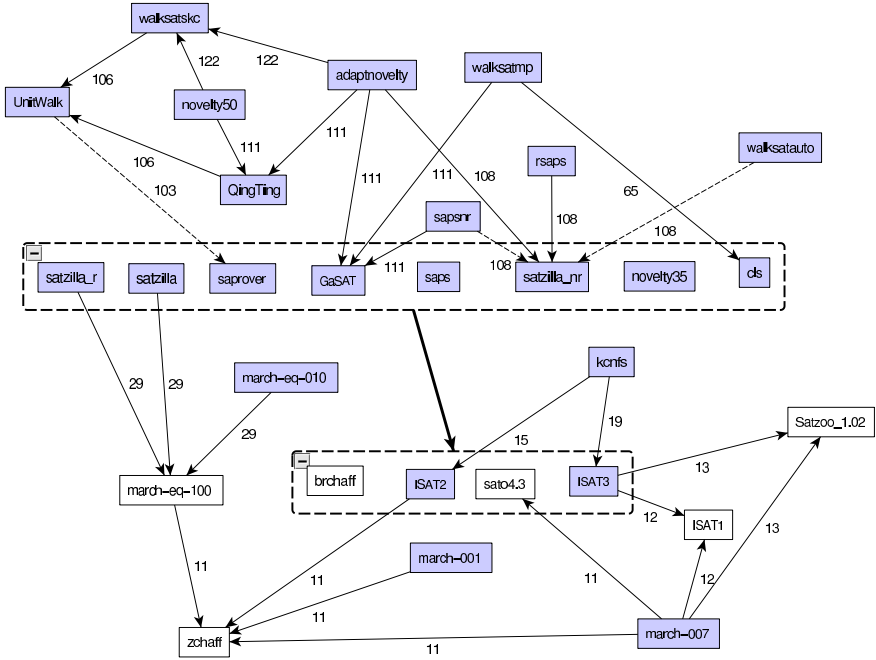 walksatskc
122
122
106
adaptnovelty
walksatmp
UnitWalk
novelty50
111
111
walksatauto
106
rsaps
103
QingTing
111
111
108
65
sapsnr
108
108
111
108
satzilla_r
satzilla
saprover
GaSAT
saps
satzilla_nr
novelty35
cls
march-eq-010
kcnfs
29
29
29
19
15
Satzoo_1.02
13
brchaff
ISAT2
sato4.3
ISAT3
march-eq-100
12
ISAT1
13
march-001
11
11
11
12
11
zchaff
march-007
11